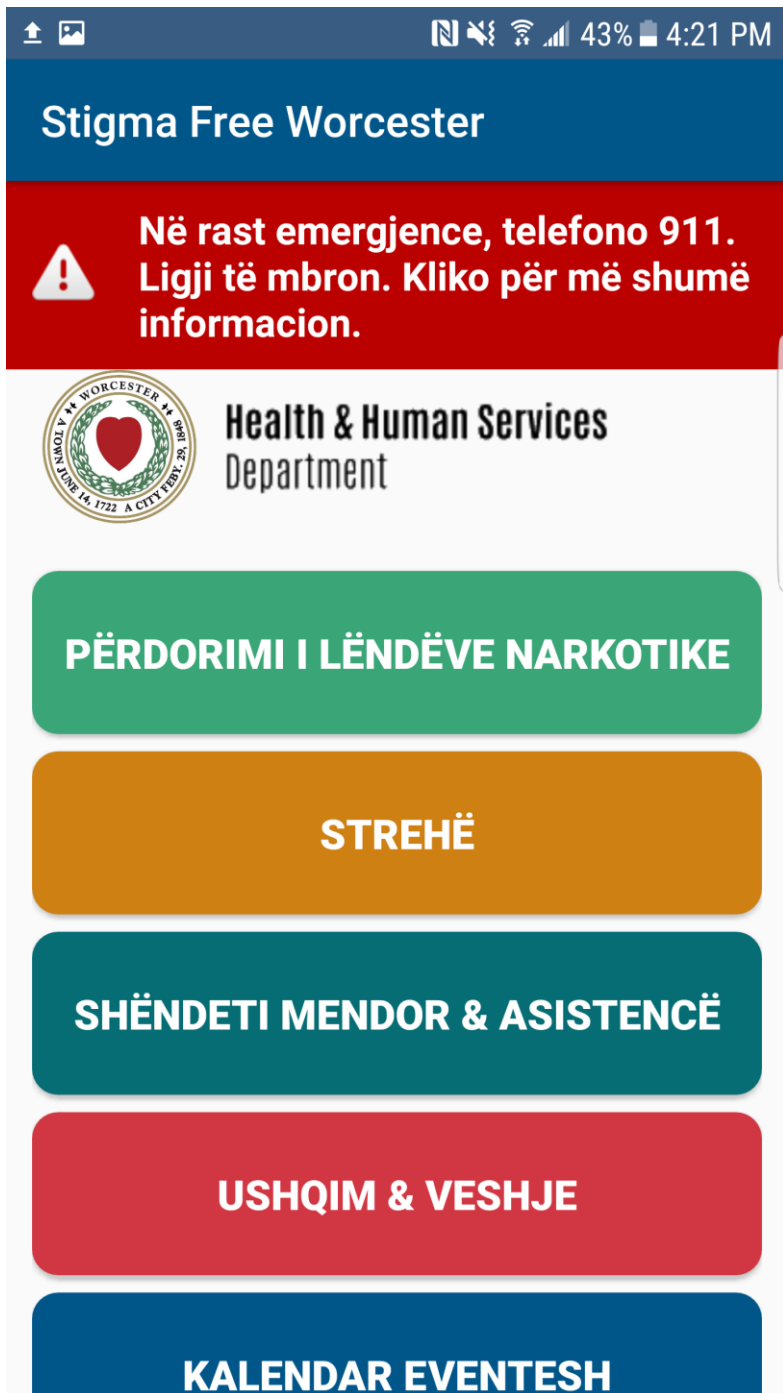 43% 4:21 PM
Stigma Free Worcester
Në rast emergjence, telefono 911.
Ligji të mbron. Kliko për më shumë
informacion.
WORCESTER
A TOWN JUNE 14, 1722 A CITY FEBY. 29, 1848
Health & Human Services
Department
PËRDORIMI I LËNDËVE NARKOTIKE
STREHË
SHËNDETI MENDOR & ASISTENCË
USHQIM & VESHJE
KALENDAR EVENTESH